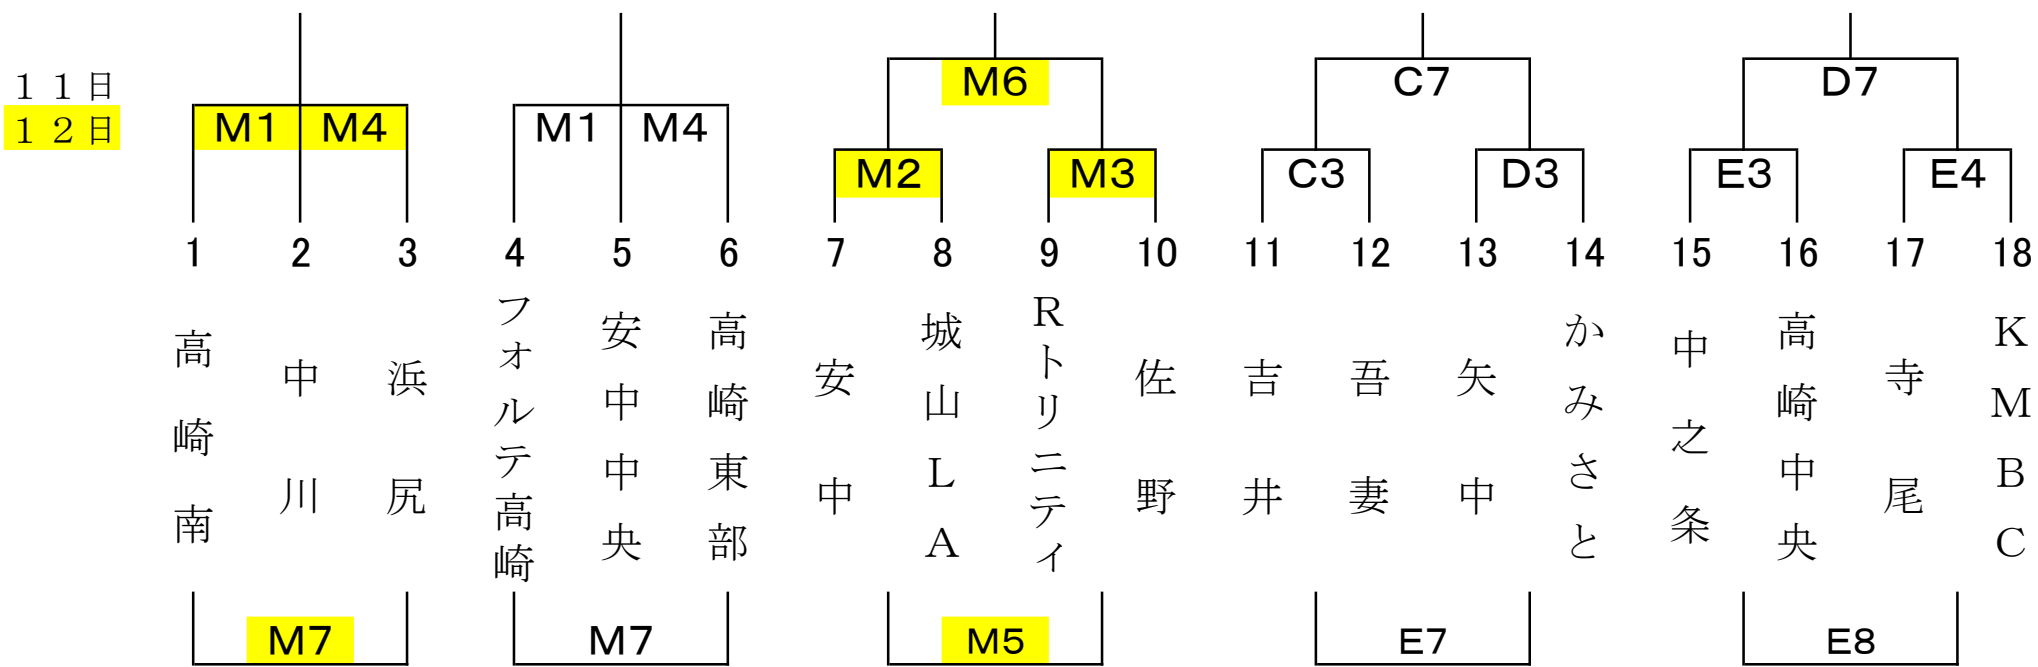 M6 C7 D7
１１日
１２日
M1 M4 M1 M4
M2 M3 C3 D3 E3 E4
1 2 3 4 5 6 7 8 9 10 11 12 13 14 15 16 17 18
高崎南
中川
浜尻
フォルテ高崎
安中中央
高崎東部
安中
城山LA
Rトリニティ
佐野
吉井
吾妻
矢中
かみさと
中之条
高崎中央
寺尾
KMBC
M7 M7 M5 E7 E8